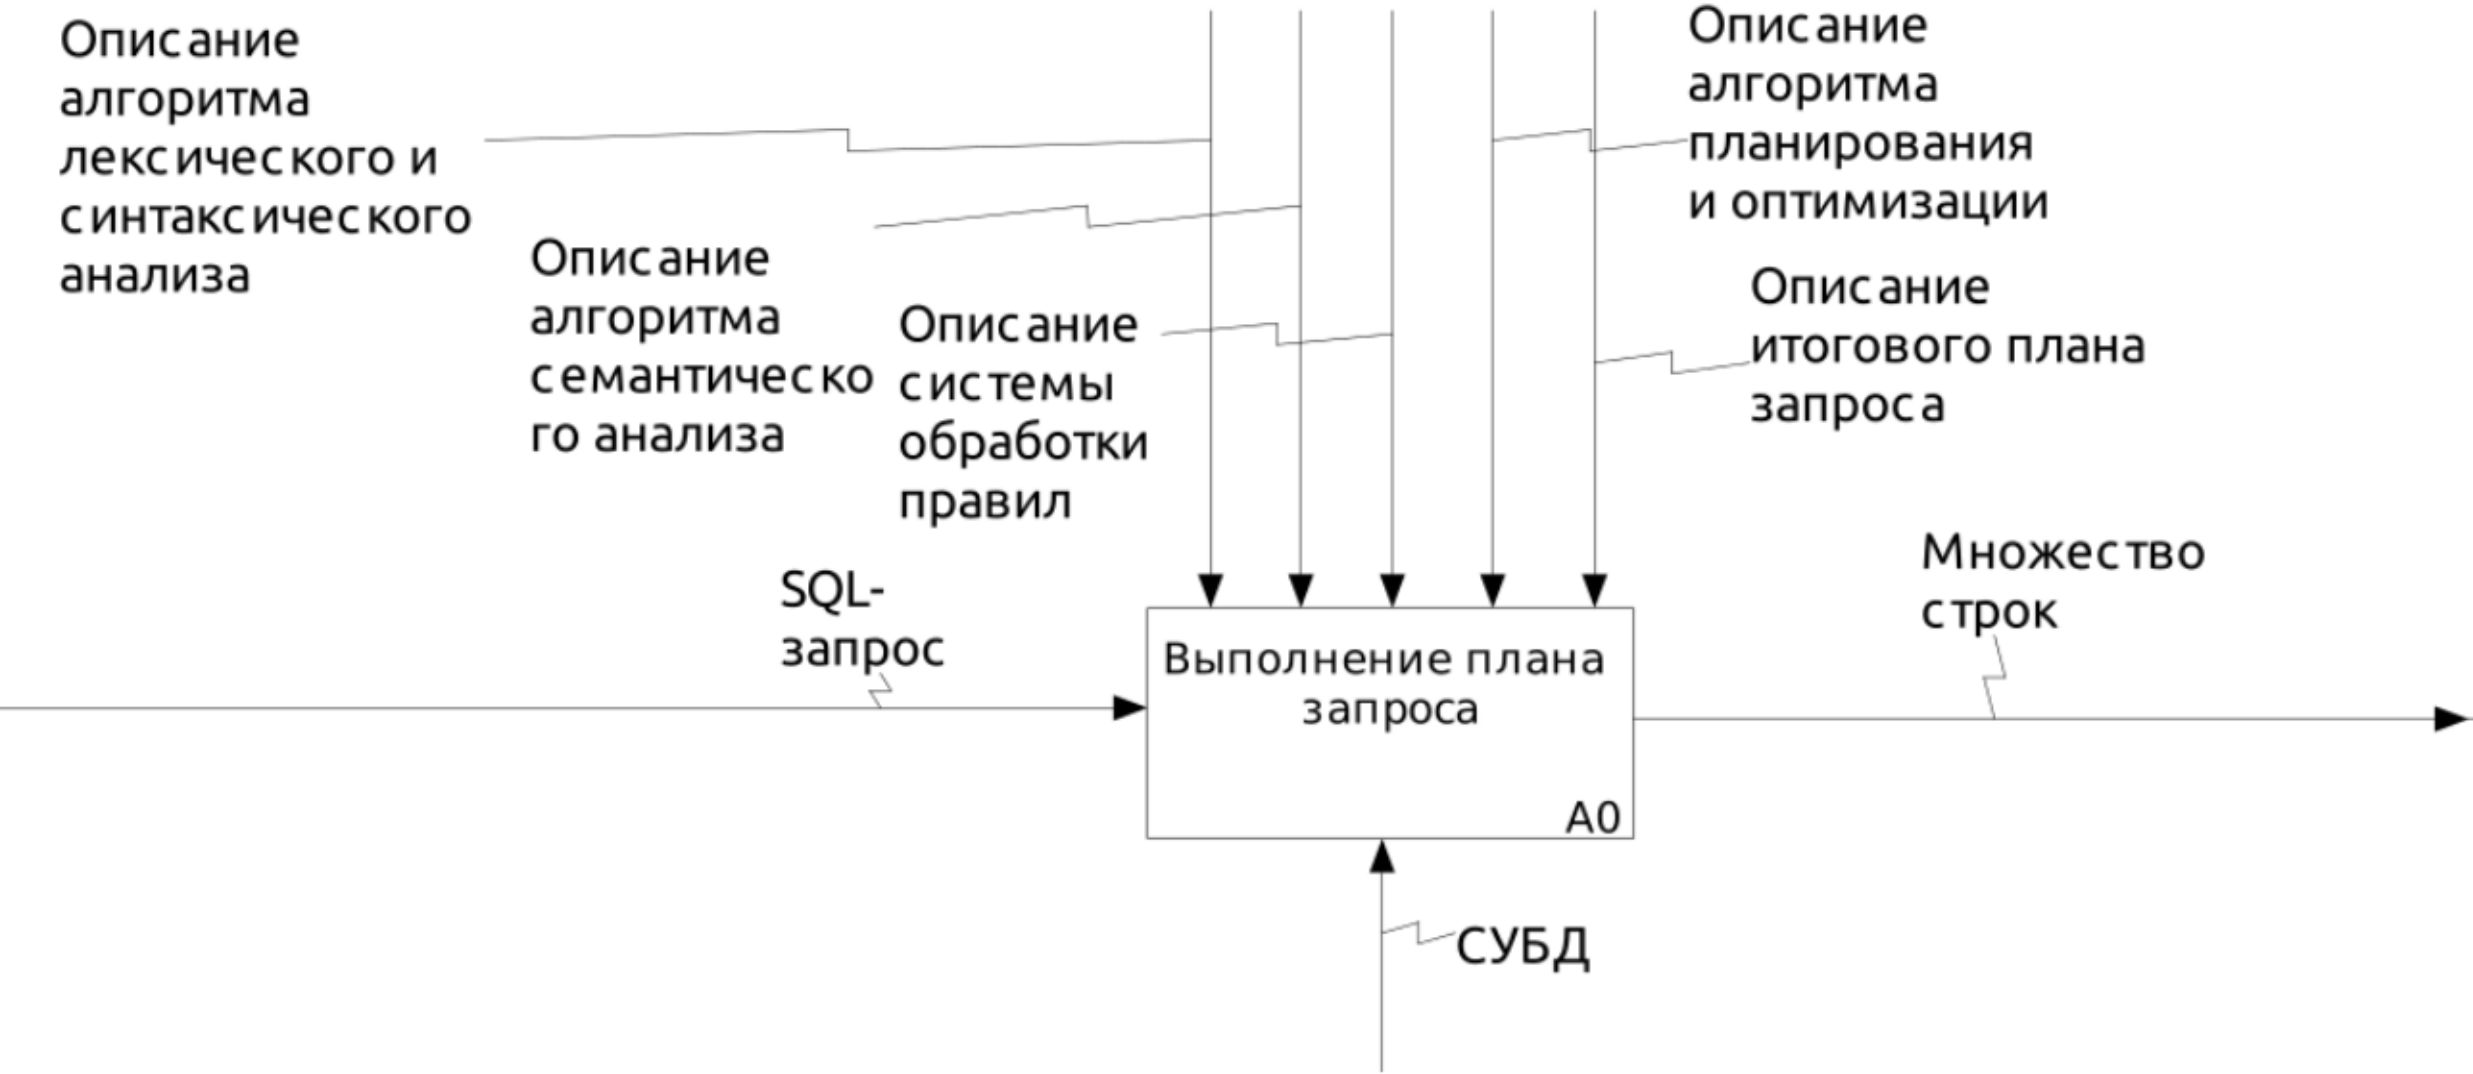 Описание
алгоритма
лексического и
синтаксического
анализа
Описание
алгоритма
семантическо
го анализа
Описание
системы
обработки
правил
Описание
алгоритма
планирования
и оптимизации
Описание
итогового плана
запроса
SQL-
запрос
Множество
строк
Выполнение плана
запроса
A0
СУБД